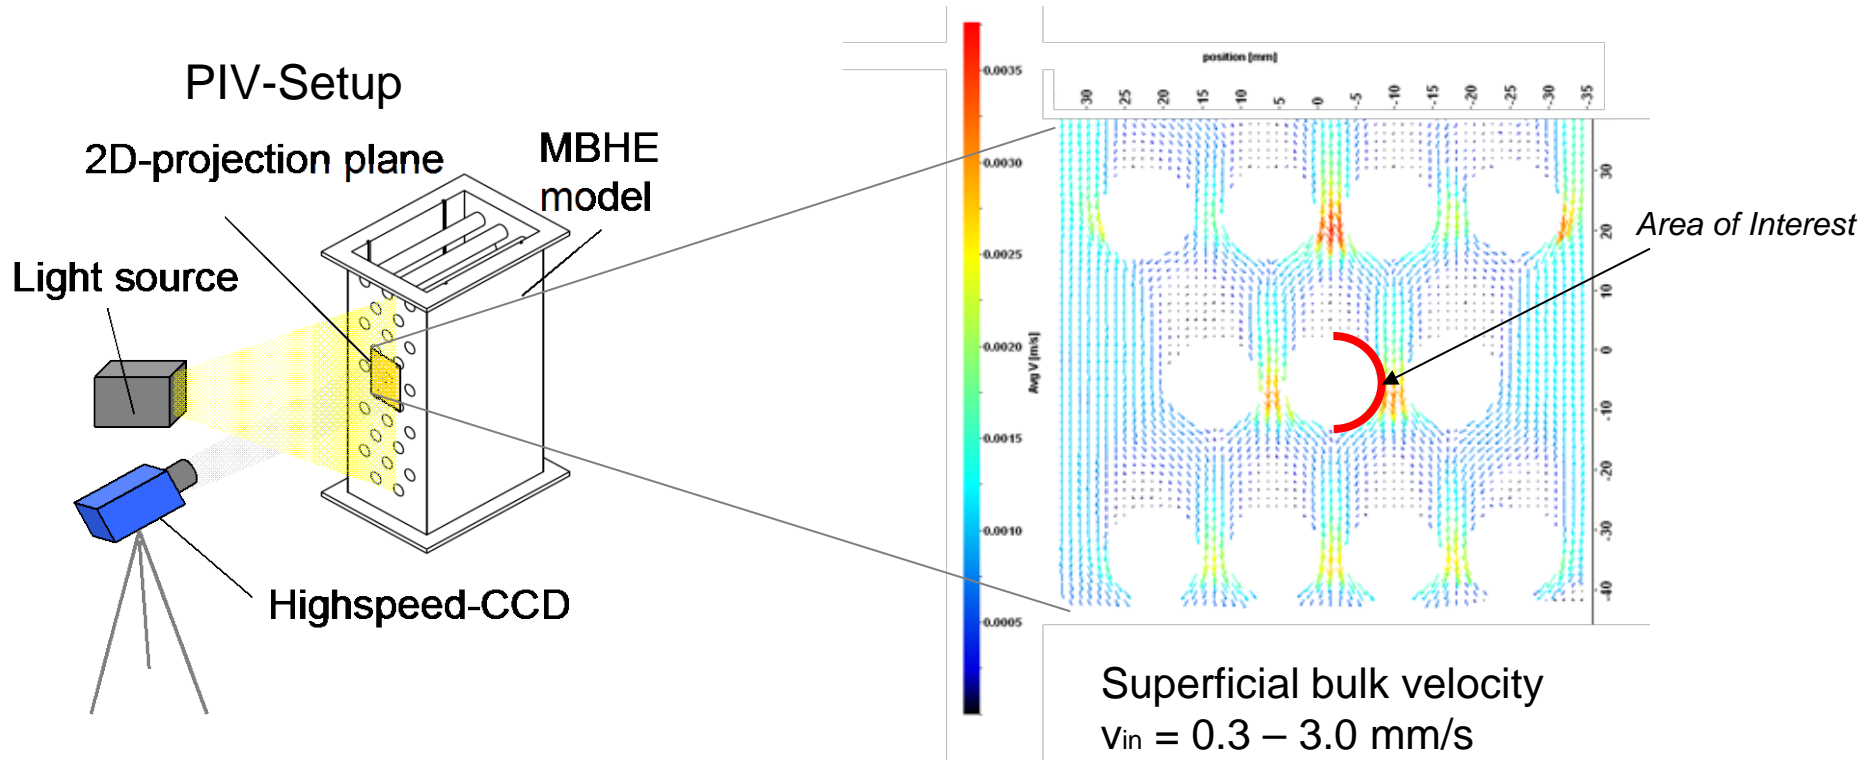 PIV-Setup
2D-projection plane
MBHE
model
Light source
Highspeed-CCD
0.0035
0.0030
0.0025
0.0020
0.0015
0.0010
0.0005
Avg V [m/s]
position [mm]
30 25 20 15 10 5 -0 -5 -10 -15 -20 -25 -30 -35
30
20
10
0
-10
-20
-30
-40
Area of Interest
Superficial bulk velocity
vin = 0.3 – 3.0 mm/s